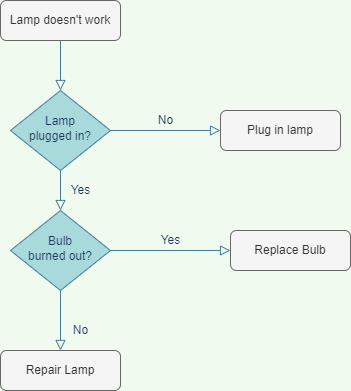 Lamp doesn't work
Lamp
plugged in?
No
Plug in lamp
Yes
Bulb
burned out?
Yes
Replace Bulb
No
Repair Lamp